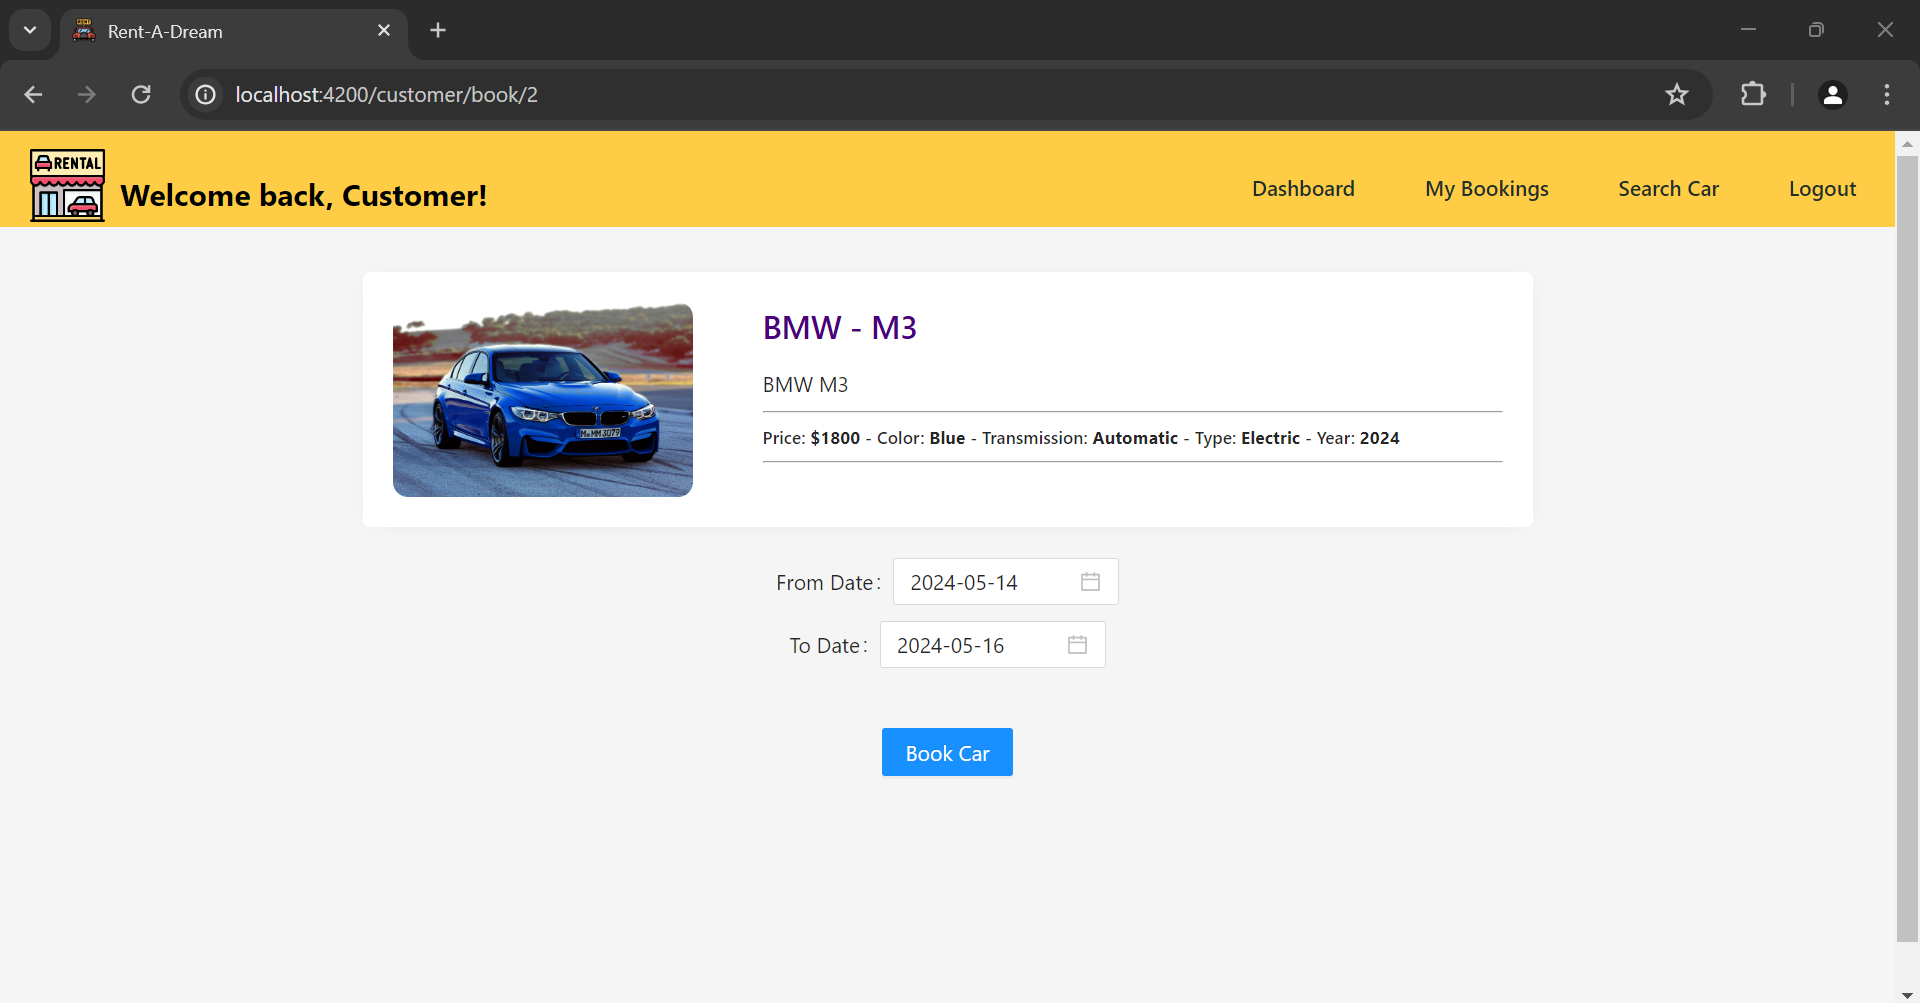 Rent-A-Dream
localhost:4200/customer/book/2
RENTAL
Welcome back, Customer!
Dashboard
My Bookings
Search Car
Logout
BMW - M3
BMW M3
Price: $1800 - Color: Blue - Transmission: Automatic - Type: Electric - Year: 2024
M MM 3079
From Date:
2024-05-14
To Date:
2024-05-16
Book Car